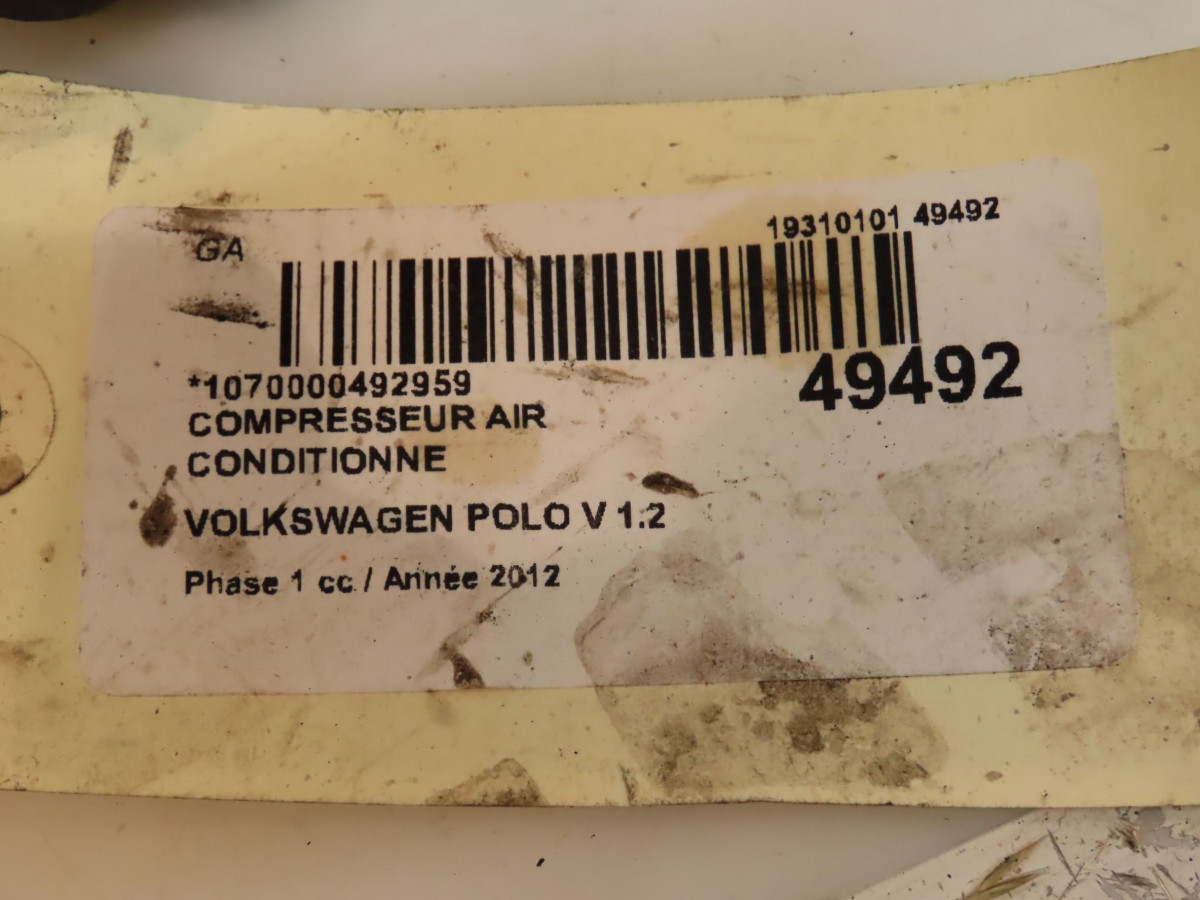 GA
19310101 49492
*1070000492959
49492
COMPRESSEUR AIR
CONDITIONNE
VOLKSWAGEN POLO V 1.2
Phase 1 cc / Année 2012